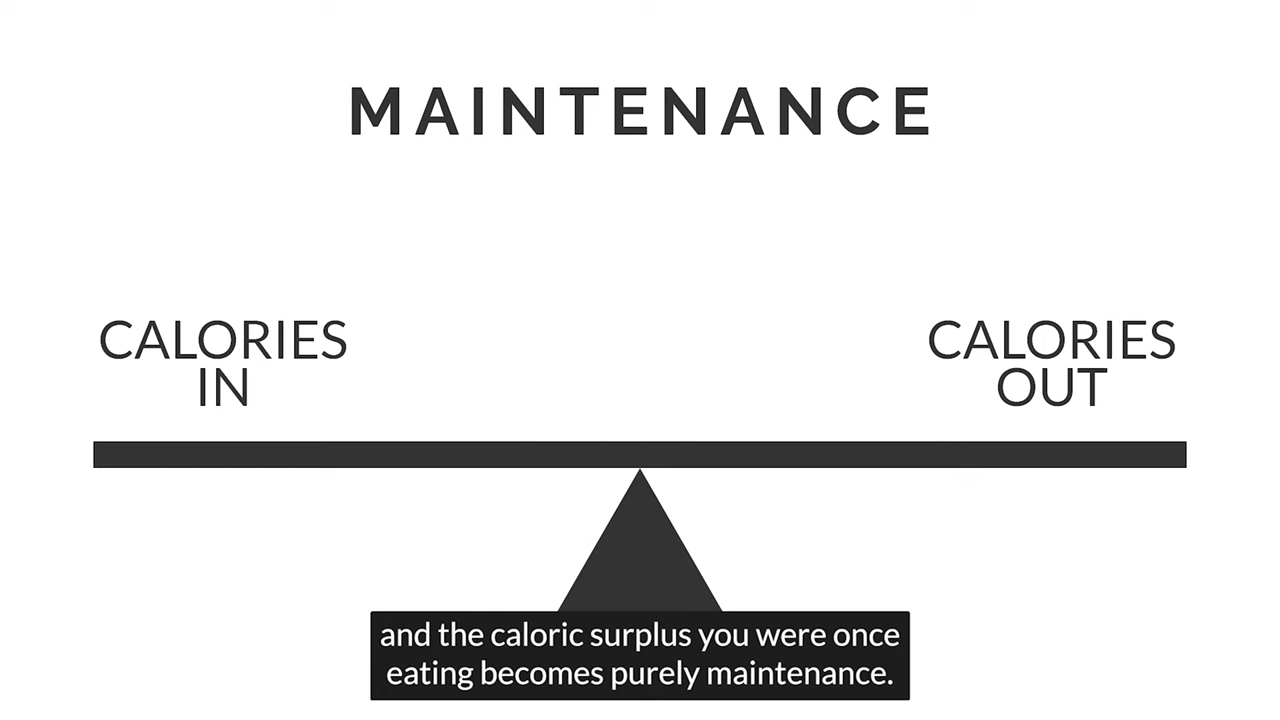 MAINTENANCE
CALORIES
IN
CALORIES
OUT
and the caloric surplus you were once
eating becomes purely maintenance.